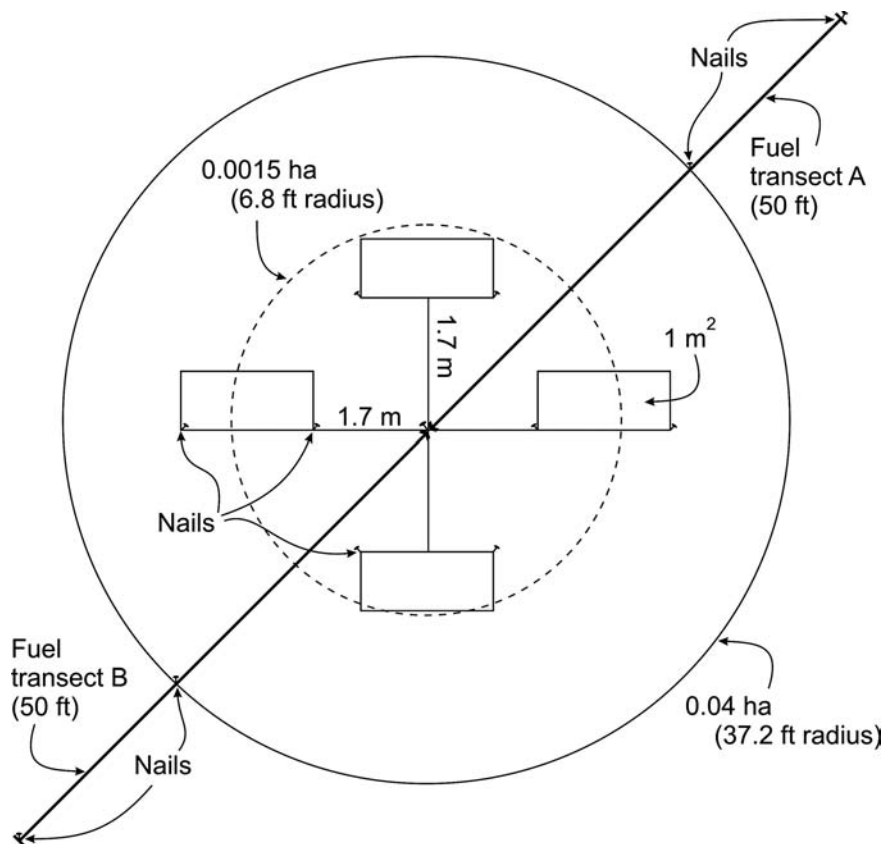 Nails
Fuel
transect A
(50 ft)
0.0015 ha
(6.8 ft radius)
1.7 m
1 m²
1.7 m
Nails
Fuel
transect B
(50 ft)
0.04 ha
(37.2 ft radius)
Nails